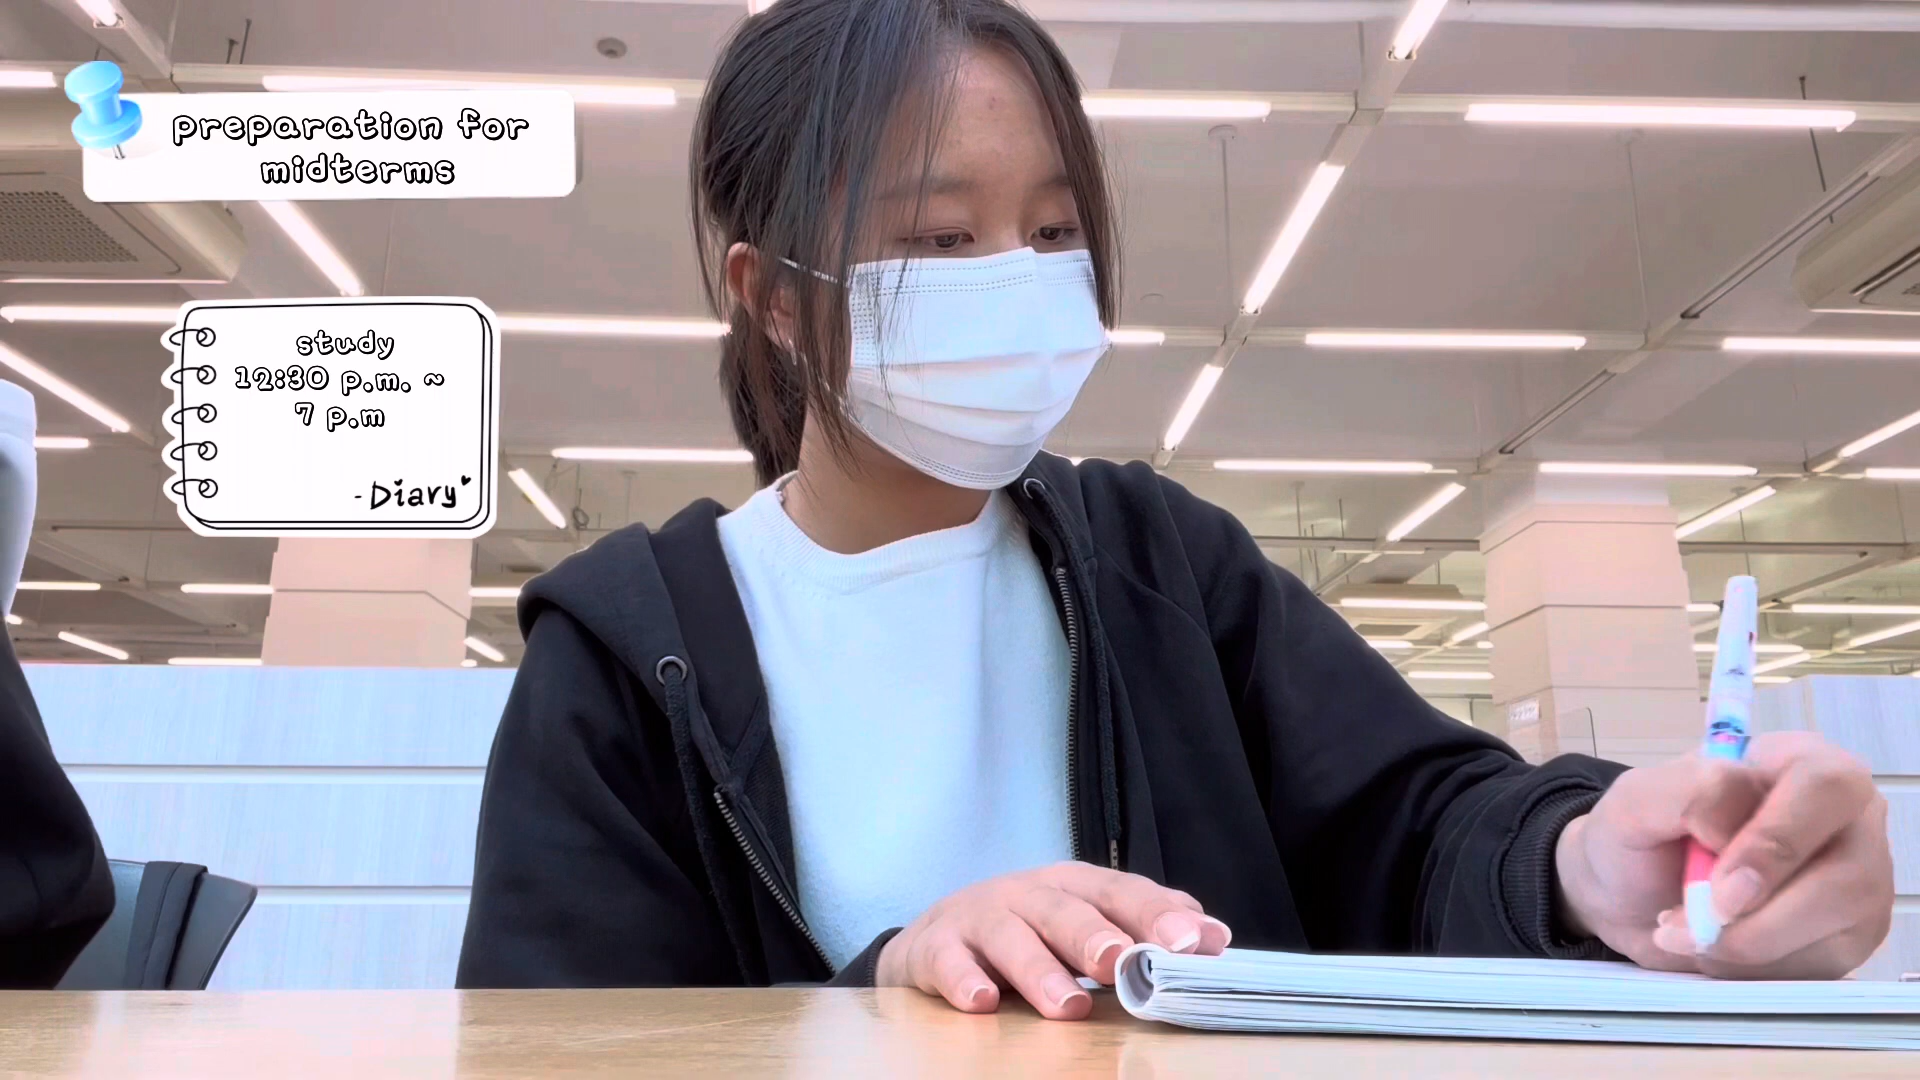 preparation for
midterms
study
12:30 p.m. ~
7 p.m
-Diary